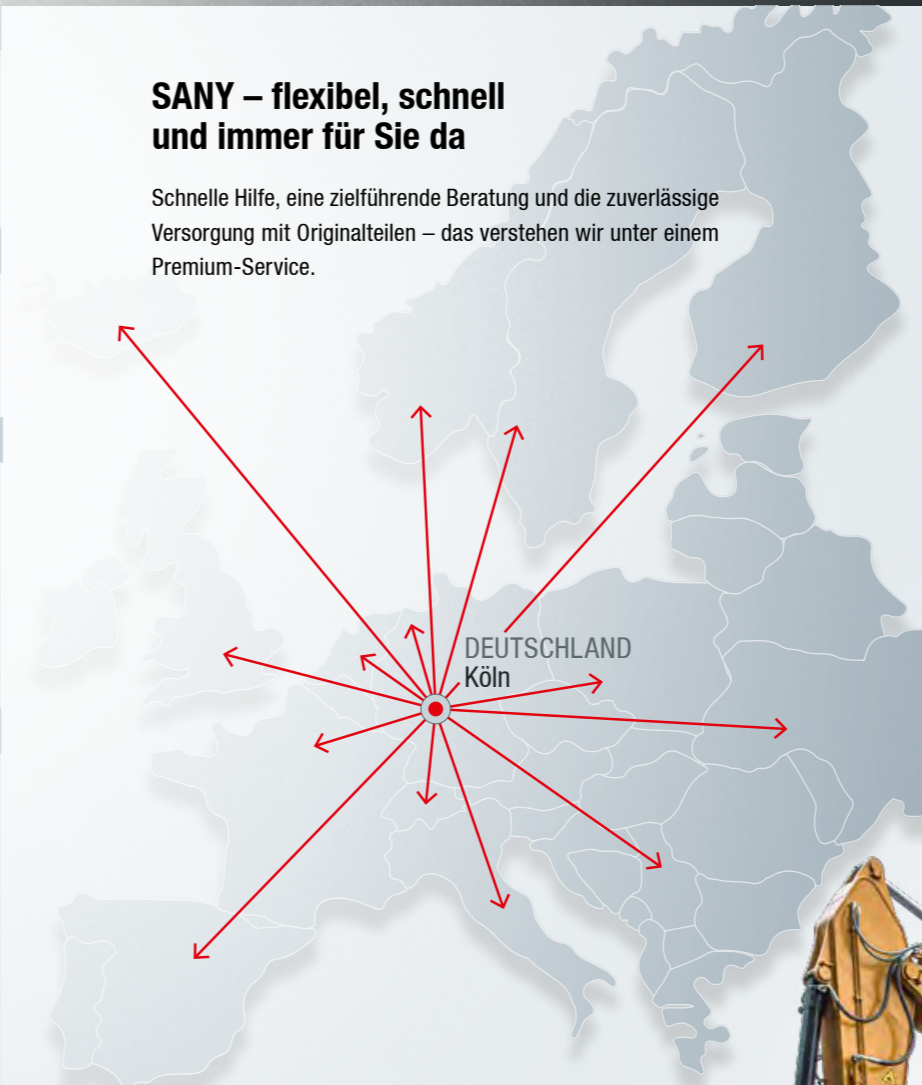 SANY – flexibel, schnell
und immer für Sie da
Schnelle Hilfe, eine zielführende Beratung und die zuverlässige
Versorgung mit Originalteilen – das verstehen wir unter einem
Premium-Service.
DEUTSCHLAND
Köln